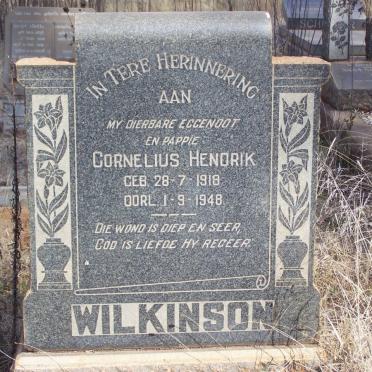 IN TERE HERINNERING
AAN
MY DIERBARE EGGENOOT
EN PAPPIE
CORNELIUS HENDRIK
GEB. 28-7-1918
OORL. 1-9-1948
DIE WOND IS DIEP EN SEER,
GOD IS LIEFDE HY REGEER.
WILKINSON